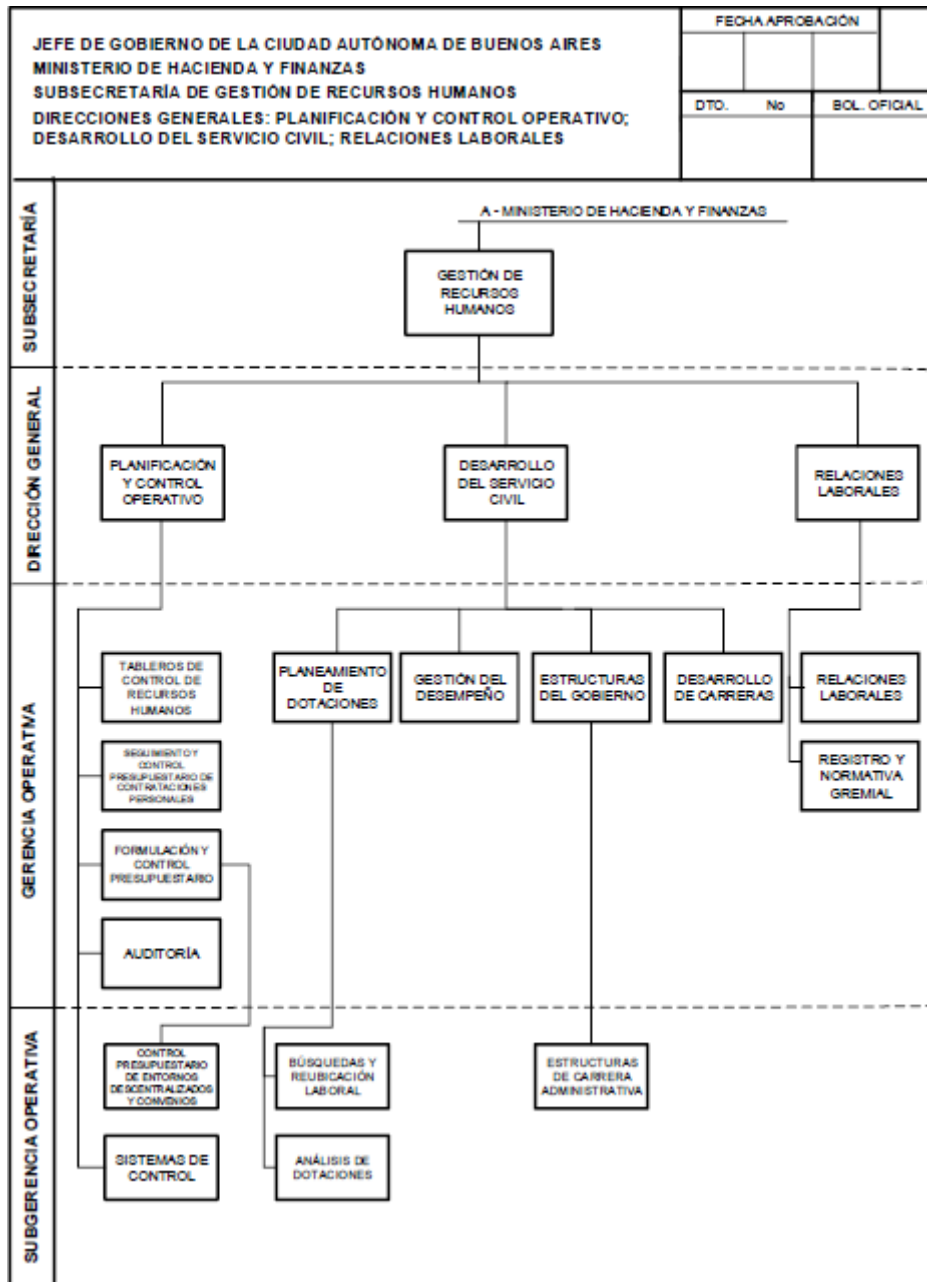 JEFE DE GOBIERNO DE LA CIUDAD AUTÓNOMA DE BUENOS AIRES
MINISTERIO DE HACIENDA Y FINANZAS
SUBSECRETARÍA DE GESTIÓN DE RECURSOS HUMANOS
DIRECCIONES GENERALES: PLANIFICACIÓN Y CONTROL OPERATIVO;
DESARROLLO DEL SERVICIO CIVIL; RELACIONES LABORALES
FECHA APROBACIÓN
DTO. No BOL. OFICIAL
SUBSECRETARÍA
A - MINISTERIO DE HACIENDA Y FINANZAS
GESTIÓN DE
RECURSOS
HUMANOS
DIRECCIÓN GENERAL
PLANIFICACIÓN
Y CONTROL
OPERATIVO
DESARROLLO
DEL SERVICIO
CIVIL
RELACIONES
LABORALES
GERENCIA OPERATIVA
TABLEROS DE
CONTROL DE
RECURSOS
HUMANOS
PLANEAMIENTO
DE
DOTACIONES
GESTIÓN DEL
DESEMPEÑO
ESTRUCTURAS
DEL GOBIERNO
DESARROLLO
DE CARRERAS
RELACIONES
LABORALES
SEGUIMIENTO Y
CONTROL
PRESUPUESTARIO DE
CONTRATACIONES
PERSONALES
REGISTRO Y
NORMATIVA
GREMIAL
FORMULACIÓN Y
CONTROL
PRESUPUESTARIO
AUDITORÍA
SUBGERENCIA OPERATIVA
CONTROL
PRESUPUESTARIO
DE ENTORNOS
DESCENTRALIZADOS
Y CONVENIOS
BÚSQUEDAS Y
REUBICACIÓN
LABORAL
ESTRUCTURAS
DE CARRERA
ADMINISTRATIVA
SISTEMAS DE
CONTROL
ANÁLISIS DE
DOTACIONES